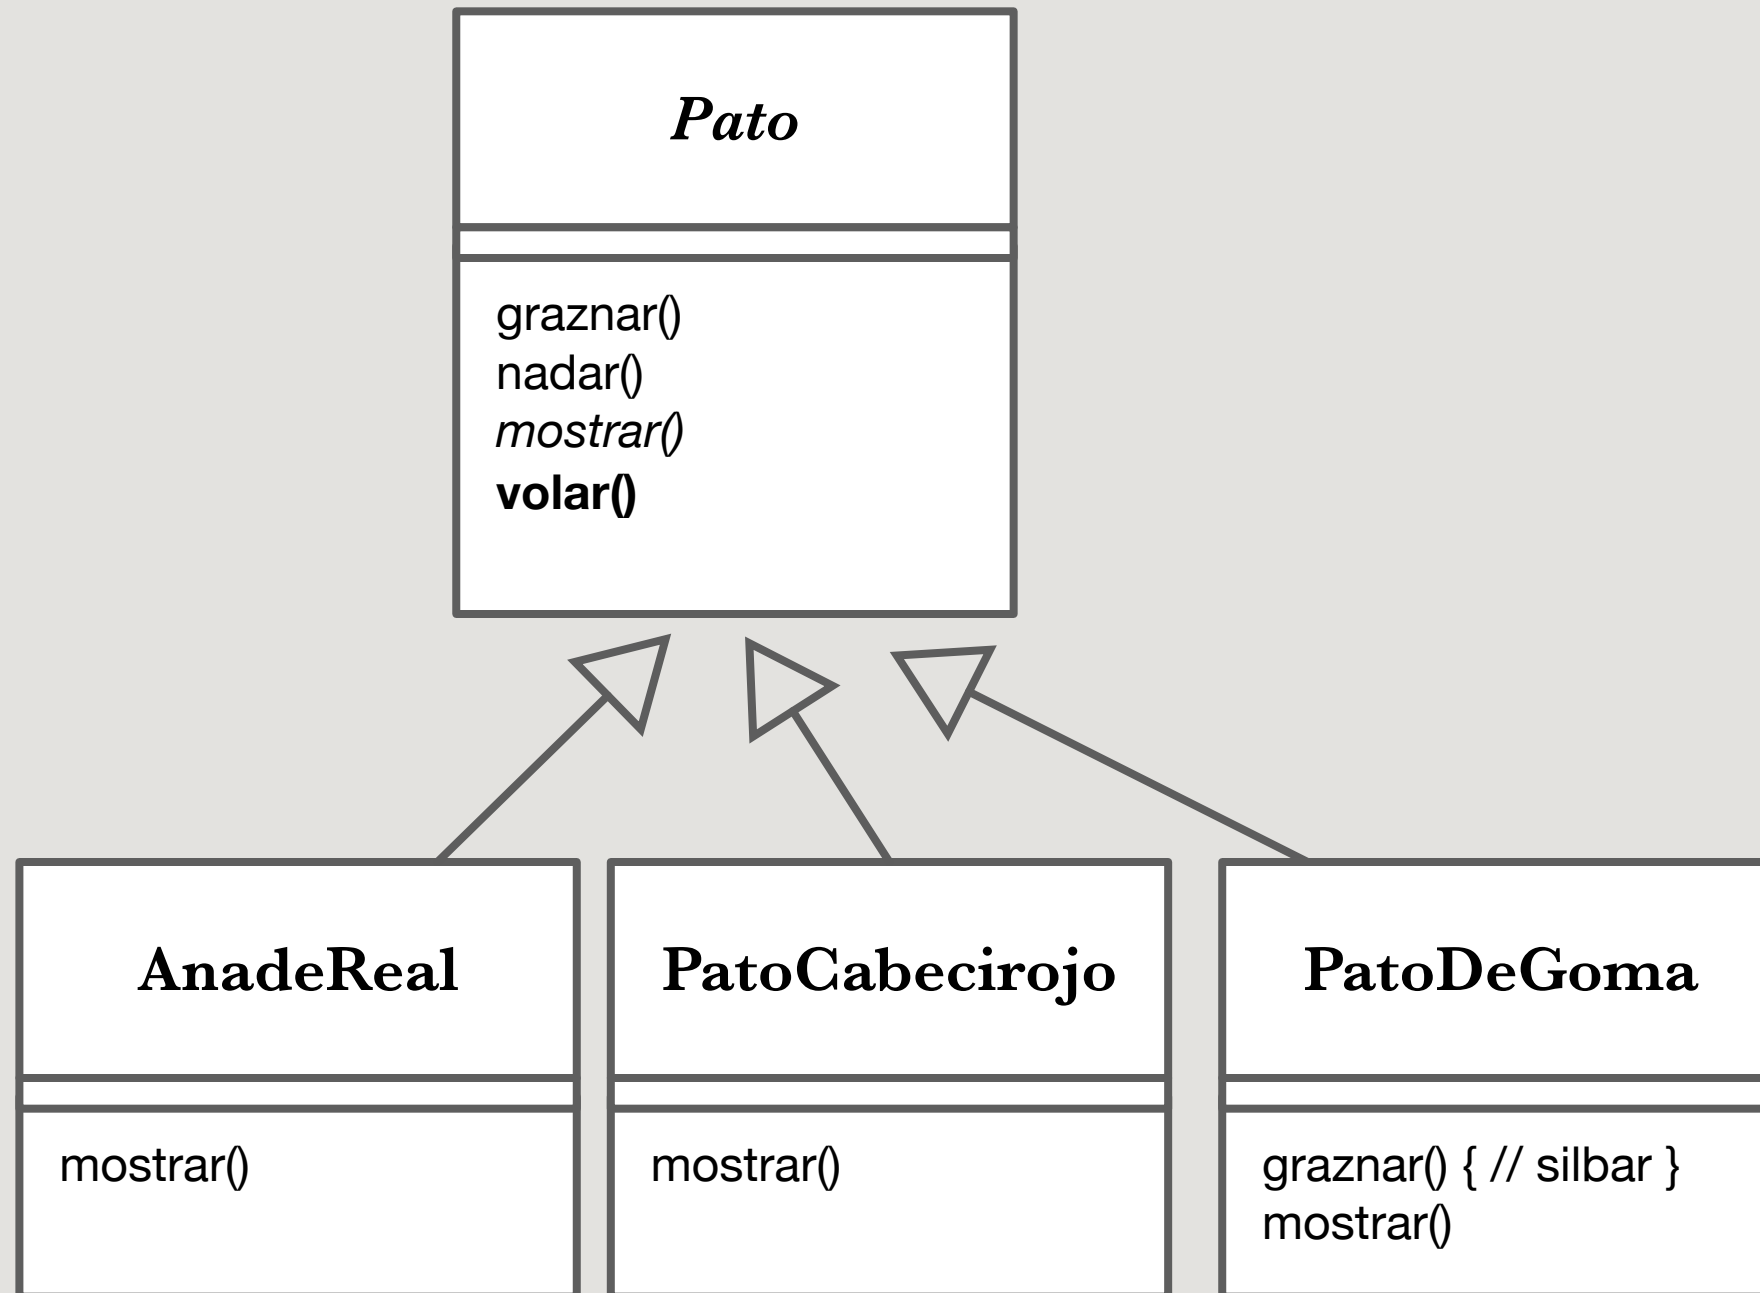 Pato
graznar()
nadar()
mostrar()
volar()
AnadeReal
mostrar()
PatoCabecirojo
mostrar()
PatoDeGoma
graznar() { // silbar }
mostrar()